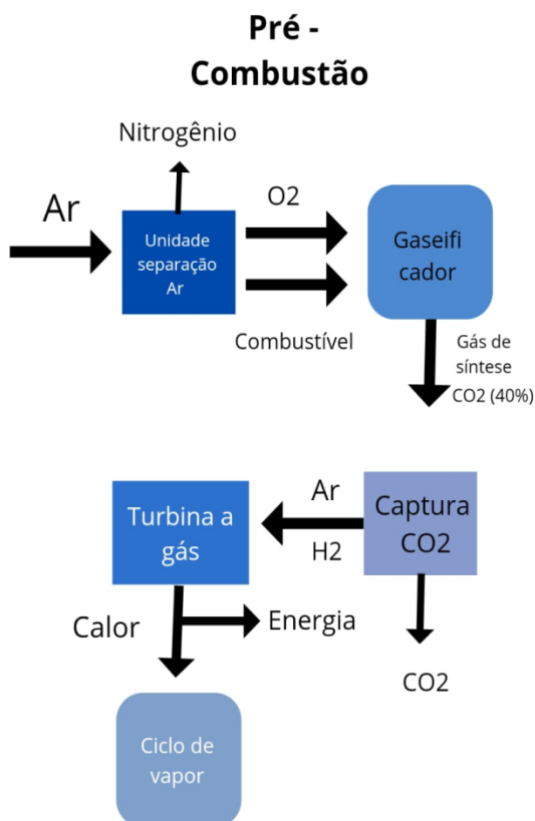 Pré -
Combustão
Nitrogênio
Ar
Unidade
separação
Ar
O2
Combustível
Gaseifi
cador
Gás de
síntese
CO2 (40%)
Turbina a
gás
Ar
H2
Captura
CO2
Calor
Energia
CO2
Ciclo de
vapor